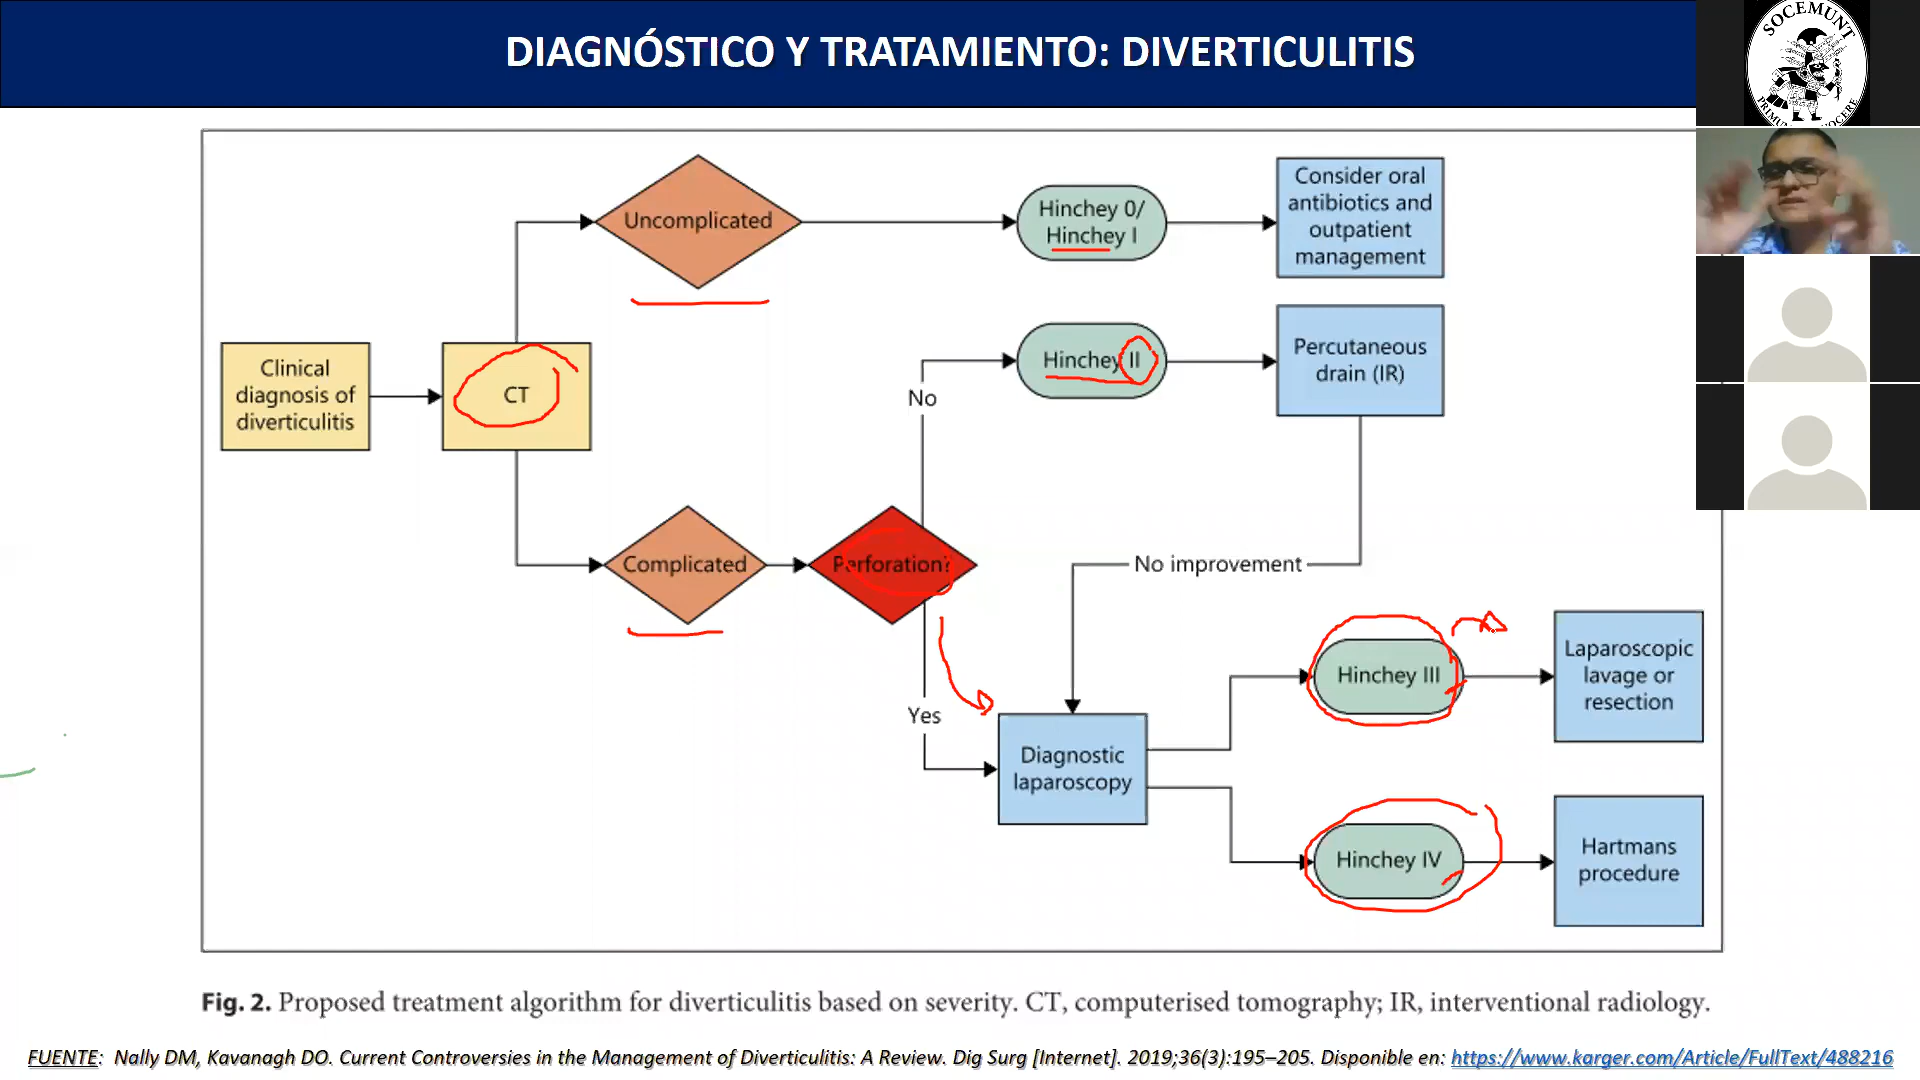 DIAGNÓSTICO Y TRATAMIENTO: DIVERTICULITIS
SOCEMUNT
Uncomplicated
Hinchey 0/
Hinchey I
Consider oral
antibiotics and
outpatient
management
Clinical
diagnosis of
diverticulitis
CT
No
Hinchey II
Percutaneous
drain (IR)
Complicated
Perforation?
No improvement
Yes
Diagnostic
laparoscopy
Hinchey III
Laparoscopic
lavage or
resection
Hinchey IV
Hartmans
procedure
Fig. 2. Proposed treatment algorithm for diverticulitis based on severity. CT, computerised tomography; IR, interventional radiology.
FUENTE: Nally DM, Kavanagh DO. Current Controversies in the Management of Diverticulitis: A Review. Dig Surg [Internet]. 2019;36(3):195–205. Disponible en: https://www.karger.com/Article/FullText/488216